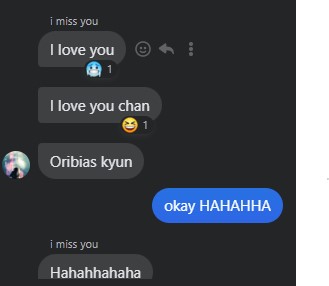 i miss you
I love you
1
I love you chan
1
Oribias kyun
okay HAHAHHA
i miss you
Hahahhahaha